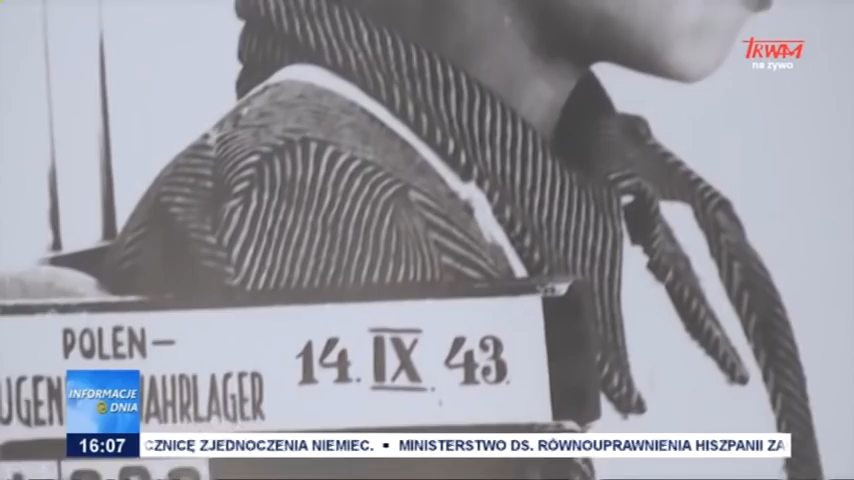 TRWAM
na żywo
POLEN-
14. IX. 43.
UGEN
AHRLAGER
INFORMACJE
DNIA
16:07
CZNICĘ ZJEDNOCZENIA NIEMIEC. • MINISTERSTWO DS. RÓWNOUPRAWNIENIA HISZPANII ZA